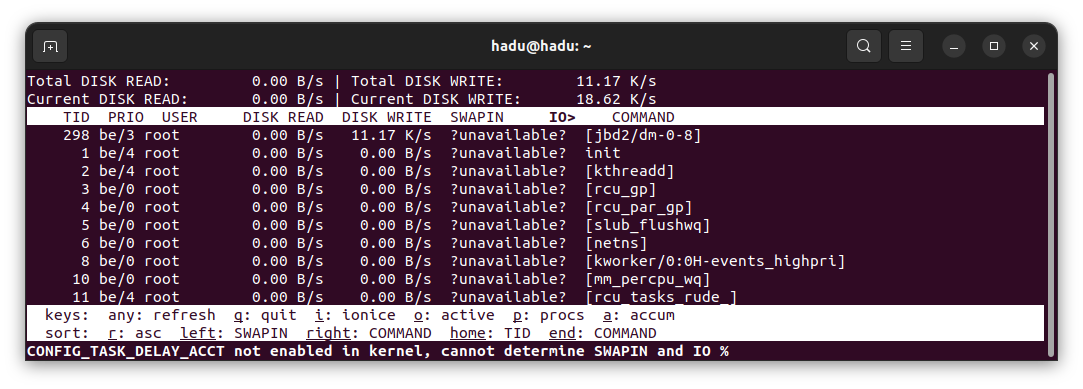 hadu@hadu: ~
Total DISK READ:         0.00 B/s | Total DISK WRITE:        11.17 K/s
Current DISK READ:       0.00 B/s | Current DISK WRITE:      18.62 K/s
    TID  PRIO  USER     DISK READ  DISK WRITE  SWAPIN     IO>    COMMAND
    298 be/3 root        0.00 B/s   11.17 K/s  ?unavailable?  [jbd2/dm-0-8]
      1 be/4 root        0.00 B/s    0.00 B/s  ?unavailable?  init
      2 be/4 root        0.00 B/s    0.00 B/s  ?unavailable?  [kthreadd]
      3 be/0 root        0.00 B/s    0.00 B/s  ?unavailable?  [rcu_gp]
      4 be/0 root        0.00 B/s    0.00 B/s  ?unavailable?  [rcu_par_gp]
      5 be/0 root        0.00 B/s    0.00 B/s  ?unavailable?  [slub_flushwq]
      6 be/0 root        0.00 B/s    0.00 B/s  ?unavailable?  [netns]
      8 be/0 root        0.00 B/s    0.00 B/s  ?unavailable?  [kworker/0:0H-events_highpri]
     10 be/0 root        0.00 B/s    0.00 B/s  ?unavailable?  [mm_percpu_wq]
     11 be/4 root        0.00 B/s    0.00 B/s  ?unavailable?  [rcu_tasks_rude_]
  keys:  any: refresh  q: quit  i: ionice  o: active  p: procs  a: accum
  sort:  r: asc  left: SWAPIN  right: COMMAND  home: TID  end: COMMAND
CONFIG_TASK_DELAY_ACCT not enabled in kernel, cannot determine SWAPIN and IO %